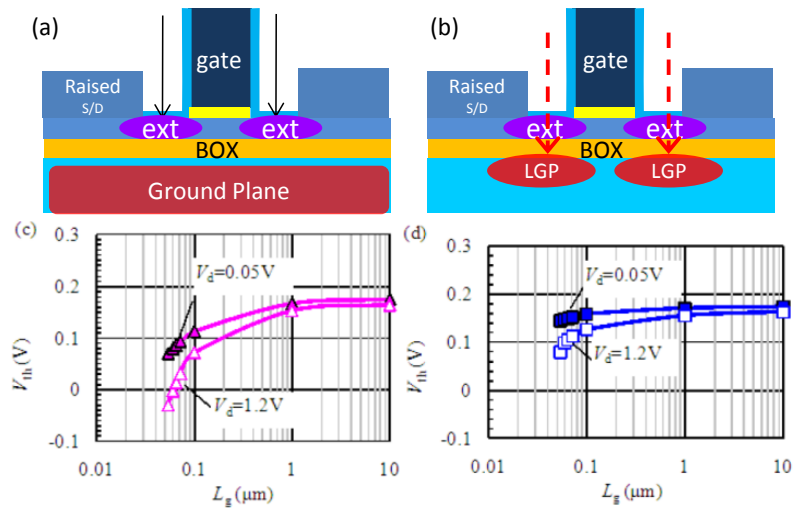 (a)
gate
Raised
S/D
ext
ext
BOX
Ground Plane
(b)
gate
Raised
S/D
ext
ext
BOX
LGP
LGP
(c)
0.3
0.2
0.1
0
-0.1
Vth (V)
Vd=0.05V
Vd=1.2V
0.01
0.1
1
10
Lg (µm)
(d)
0.3
0.2
0.1
0
-0.1
Vth (V)
Vd=0.05V
Vd=1.2V
0.01
0.1
1
10
Lg (µm)